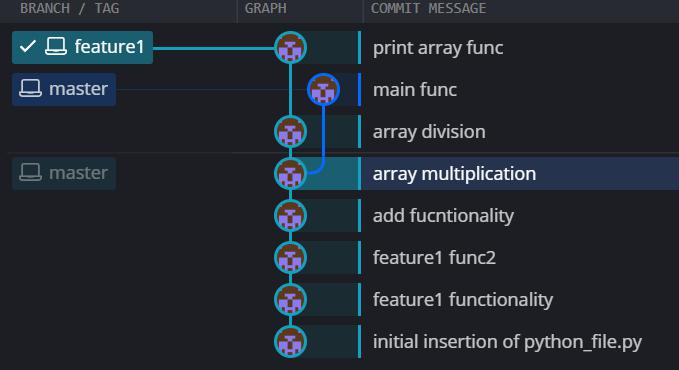 BRANCH / TAG GRAPH COMMIT MESSAGE
feature1 print array func
master main func
array division
master array multiplication
add fucntionality
feature1 func2
feature1 functionality
initial insertion of python_file.py